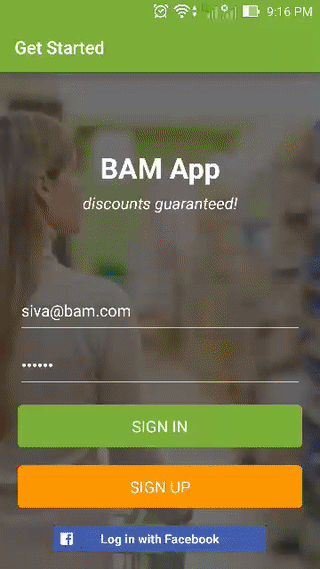 9:16 PM
Get Started
BAM App
discounts guaranteed!
siva@bam.com
••••••
SIGN IN
SIGN UP
Log in with Facebook